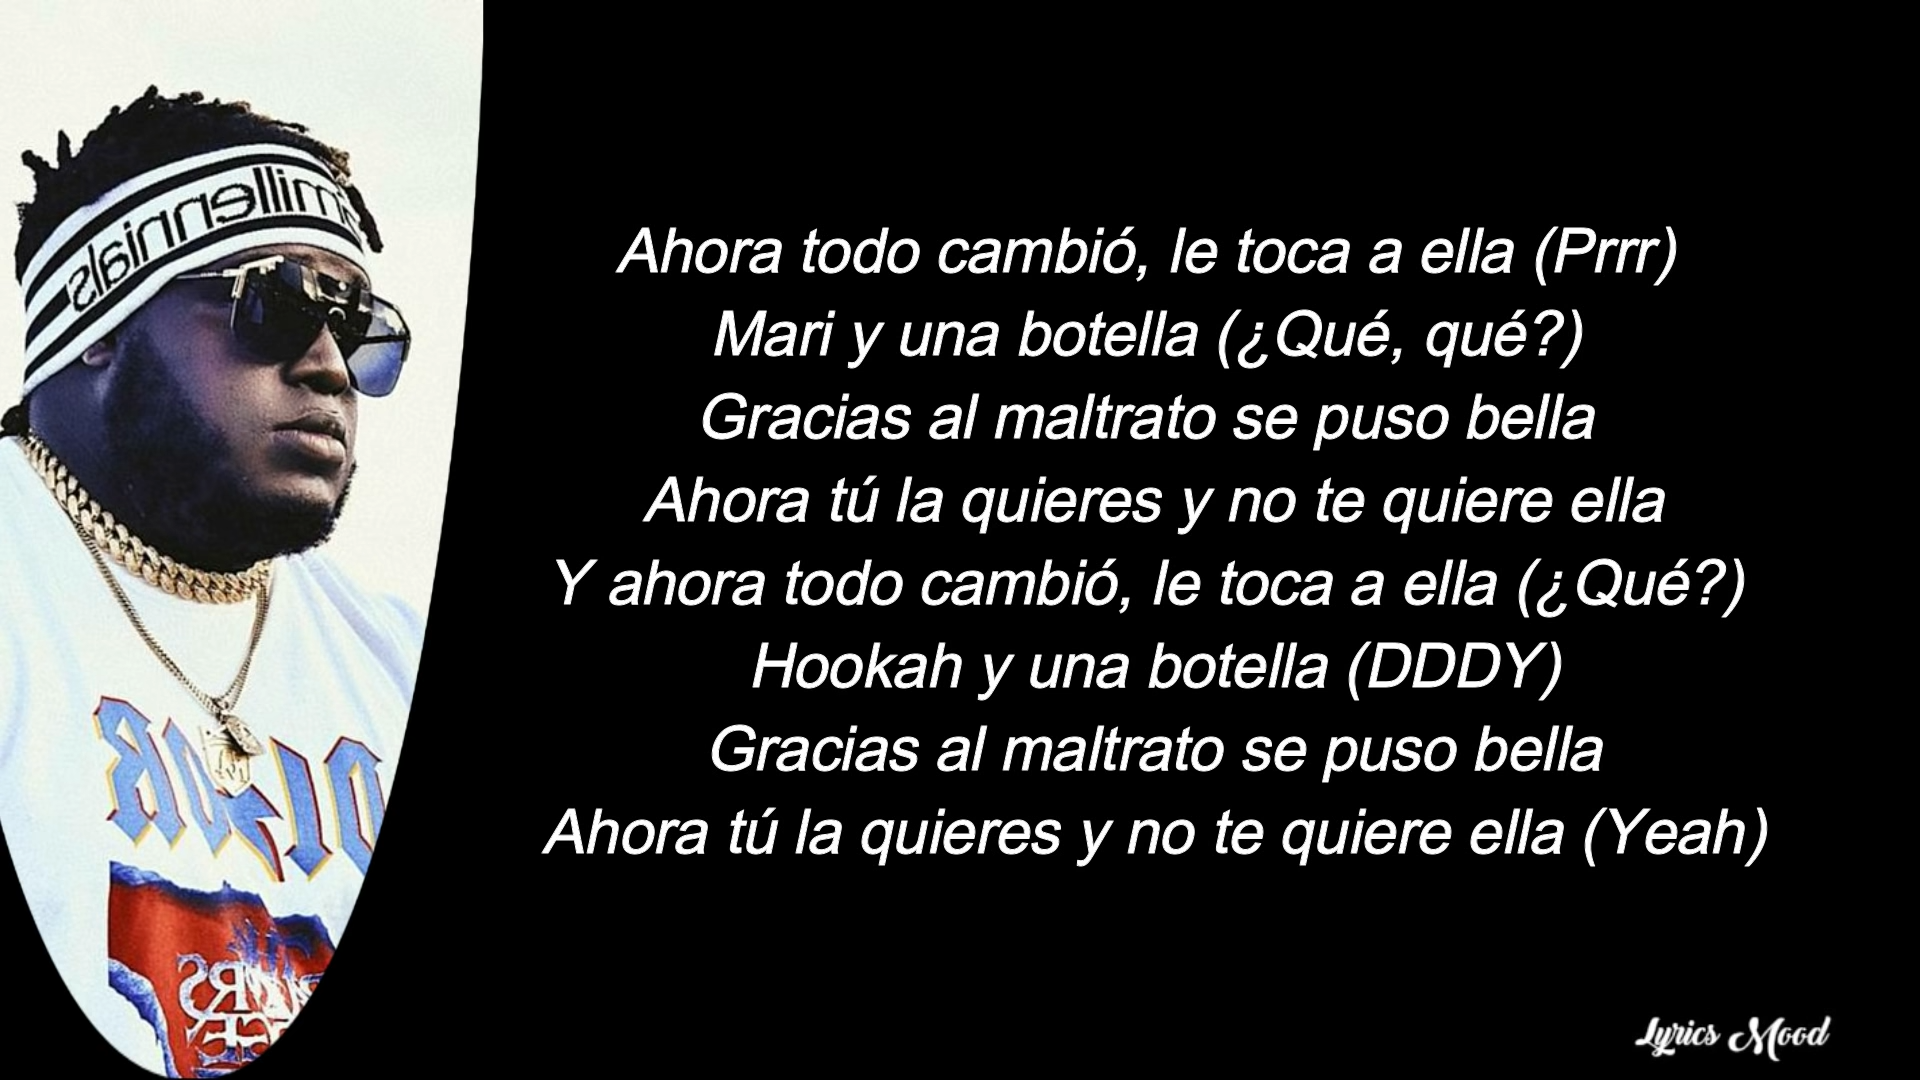 Ahora todo cambió, le toca a ella (Prrr)
Mari y una botella (¿Qué, qué?)
Gracias al maltrato se puso bella
Ahora tú la quieres y no te quiere ella
Y ahora todo cambió, le toca a ella (¿Qué?)
Hookah y una botella (DDDY)
Gracias al maltrato se puso bella
Ahora tú la quieres y no te quiere ella (Yeah)
millennials
Lyrics Mood